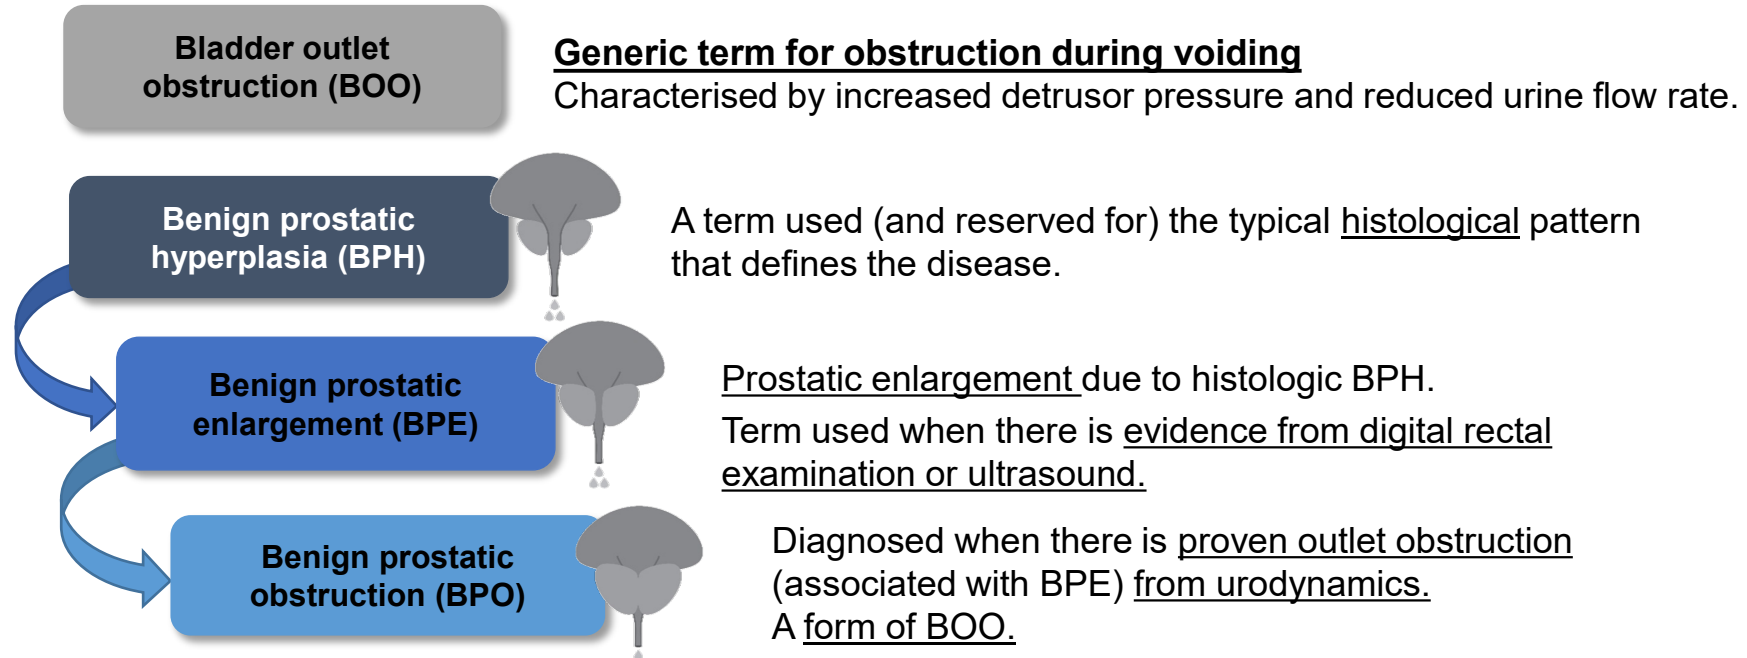 Bladder outlet
obstruction (BOO)
Generic term for obstruction during voiding
Characterised by increased detrusor pressure and reduced urine flow rate.
Benign prostatic
hyperplasia (BPH)
A term used (and reserved for) the typical histological pattern
that defines the disease.
Benign prostatic
enlargement (BPE)
Prostatic enlargement due to histologic BPH.
Term used when there is evidence from digital rectal
examination or ultrasound.
Benign prostatic
obstruction (BPO)
Diagnosed when there is proven outlet obstruction
(associated with BPE) from urodynamics.
A form of BOO.